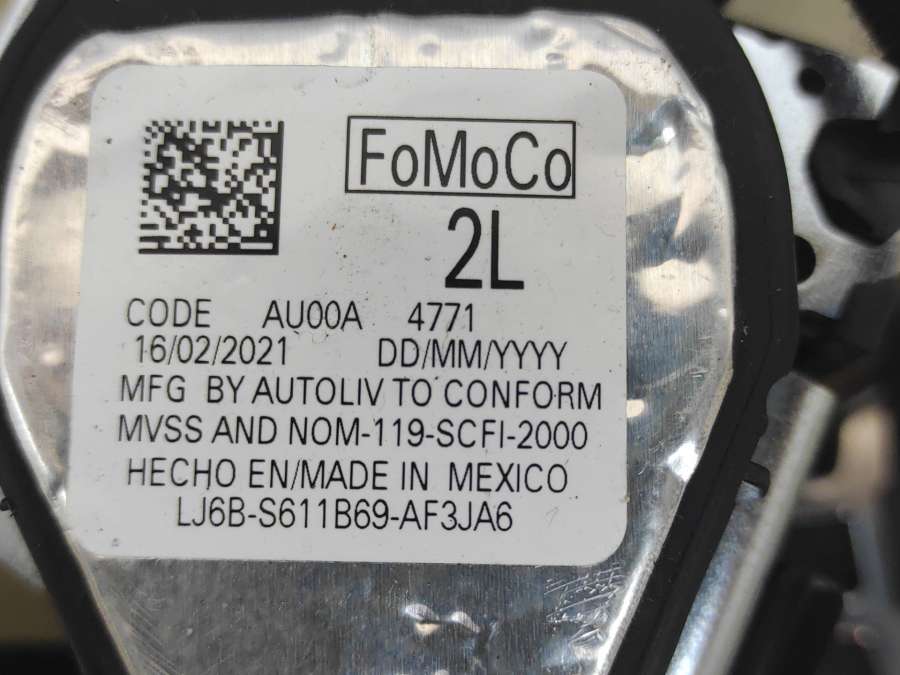 FoMoCo
2L
CODE AU00A 4771
16/02/2021 DD/MM/YYYY
MFG BY AUTOLIV TO CONFORM
MVSS AND NOM-119-SCFI-2000
HECHO EN/MADE IN MEXICO
LJ6B-S611B69-AF3JA6